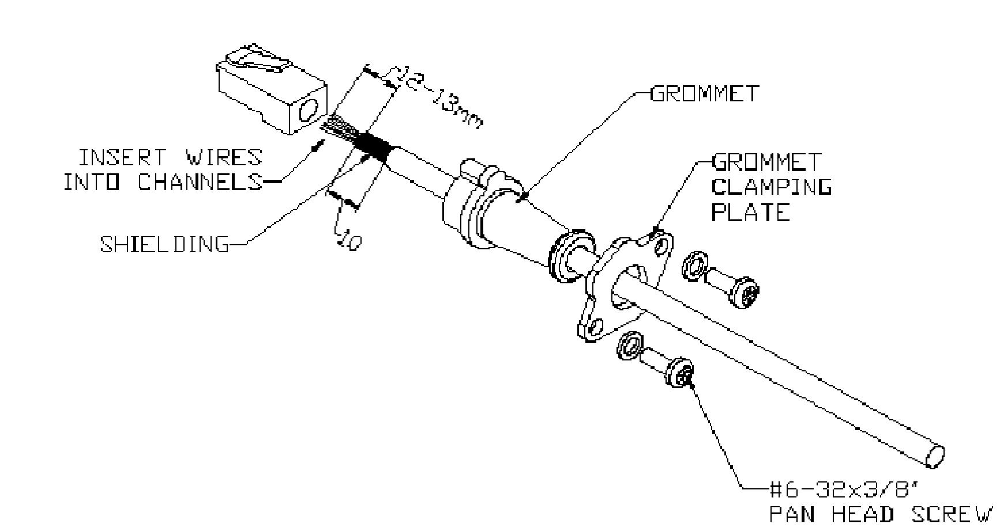 12-13mm
GROMMET
INSERT WIRES
INTO CHANNELS
GROMMET
CLAMPING
PLATE
SHIELDING
10
#6-32x3/8"
PAN HEAD SCREW